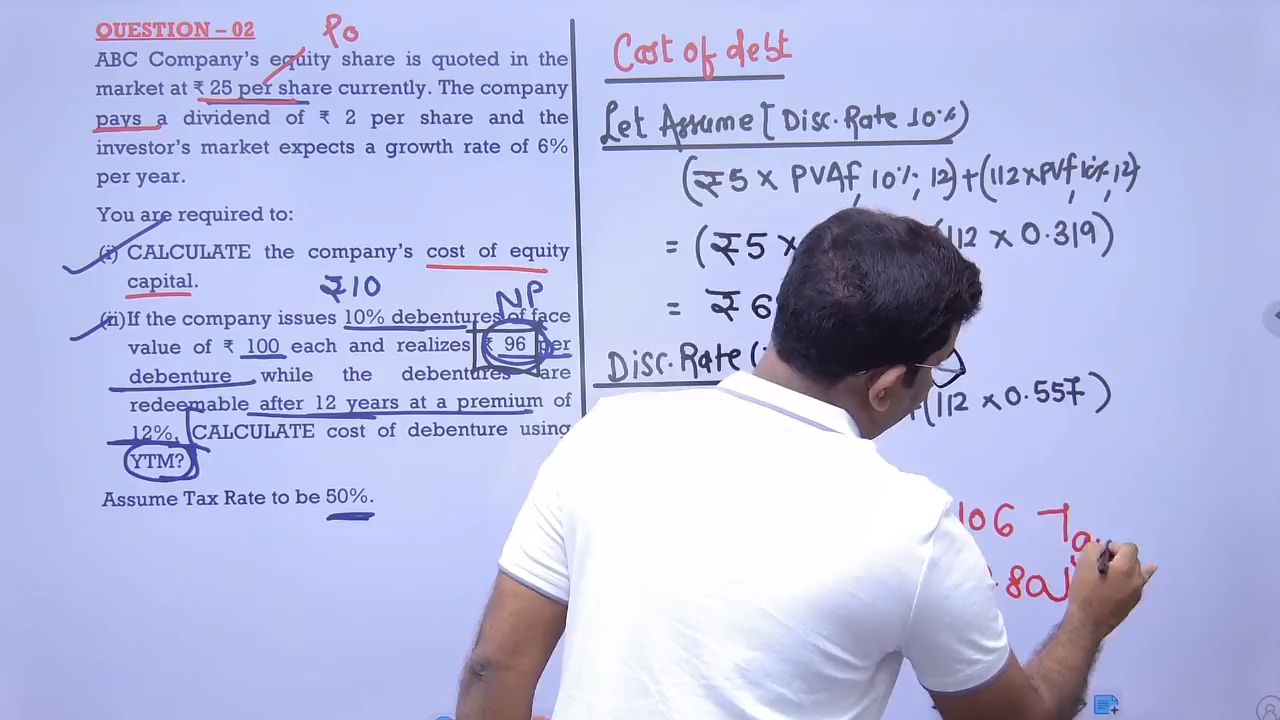 QUESTION – 02
P0
ABC Company's equity share is quoted in the
market at ₹ 25 per share currently. The company
pays a dividend of ₹ 2 per share and the
investor's market expects a growth rate of 6%
per year.
You are required to:
(i) CALCULATE the company's cost of equity
capital.
₹10
NP
(ii) If the company issues 10% debentures of face
value of ₹ 100 each and realizes ₹ 96 per
debenture while the debentures are
redeemable after 12 years at a premium of
12%, CALCULATE cost of debenture using
YTM?
Assume Tax Rate to be 50%.
Cost of debt
Let Assume [Disc.Rate 10%)
(₹5 × PVAf 10%, 12)+(112×PVf 10%, 12)
= (₹5 × (112 × 0.319)
= ₹ 6
Disc.Rate (
+(112 × 0.557)
106